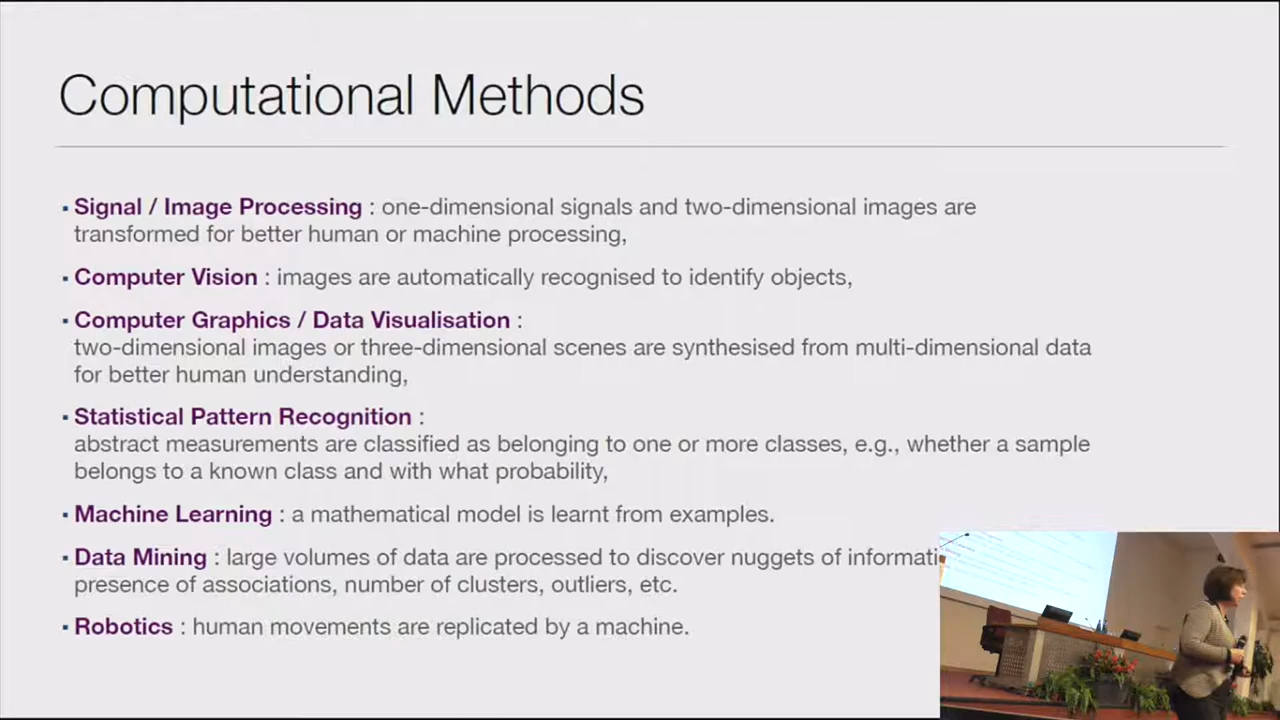 Computational Methods
▪ Signal / Image Processing : one-dimensional signals and two-dimensional images are
transformed for better human or machine processing,
▪ Computer Vision : images are automatically recognised to identify objects,
▪ Computer Graphics / Data Visualisation :
two-dimensional images or three-dimensional scenes are synthesised from multi-dimensional data
for better human understanding,
▪ Statistical Pattern Recognition :
abstract measurements are classified as belonging to one or more classes, e.g., whether a sample
belongs to a known class and with what probability,
▪ Machine Learning : a mathematical model is learnt from examples.
▪ Data Mining : large volumes of data are processed to discover nuggets of informati
presence of associations, number of clusters, outliers, etc.
▪ Robotics : human movements are replicated by a machine.